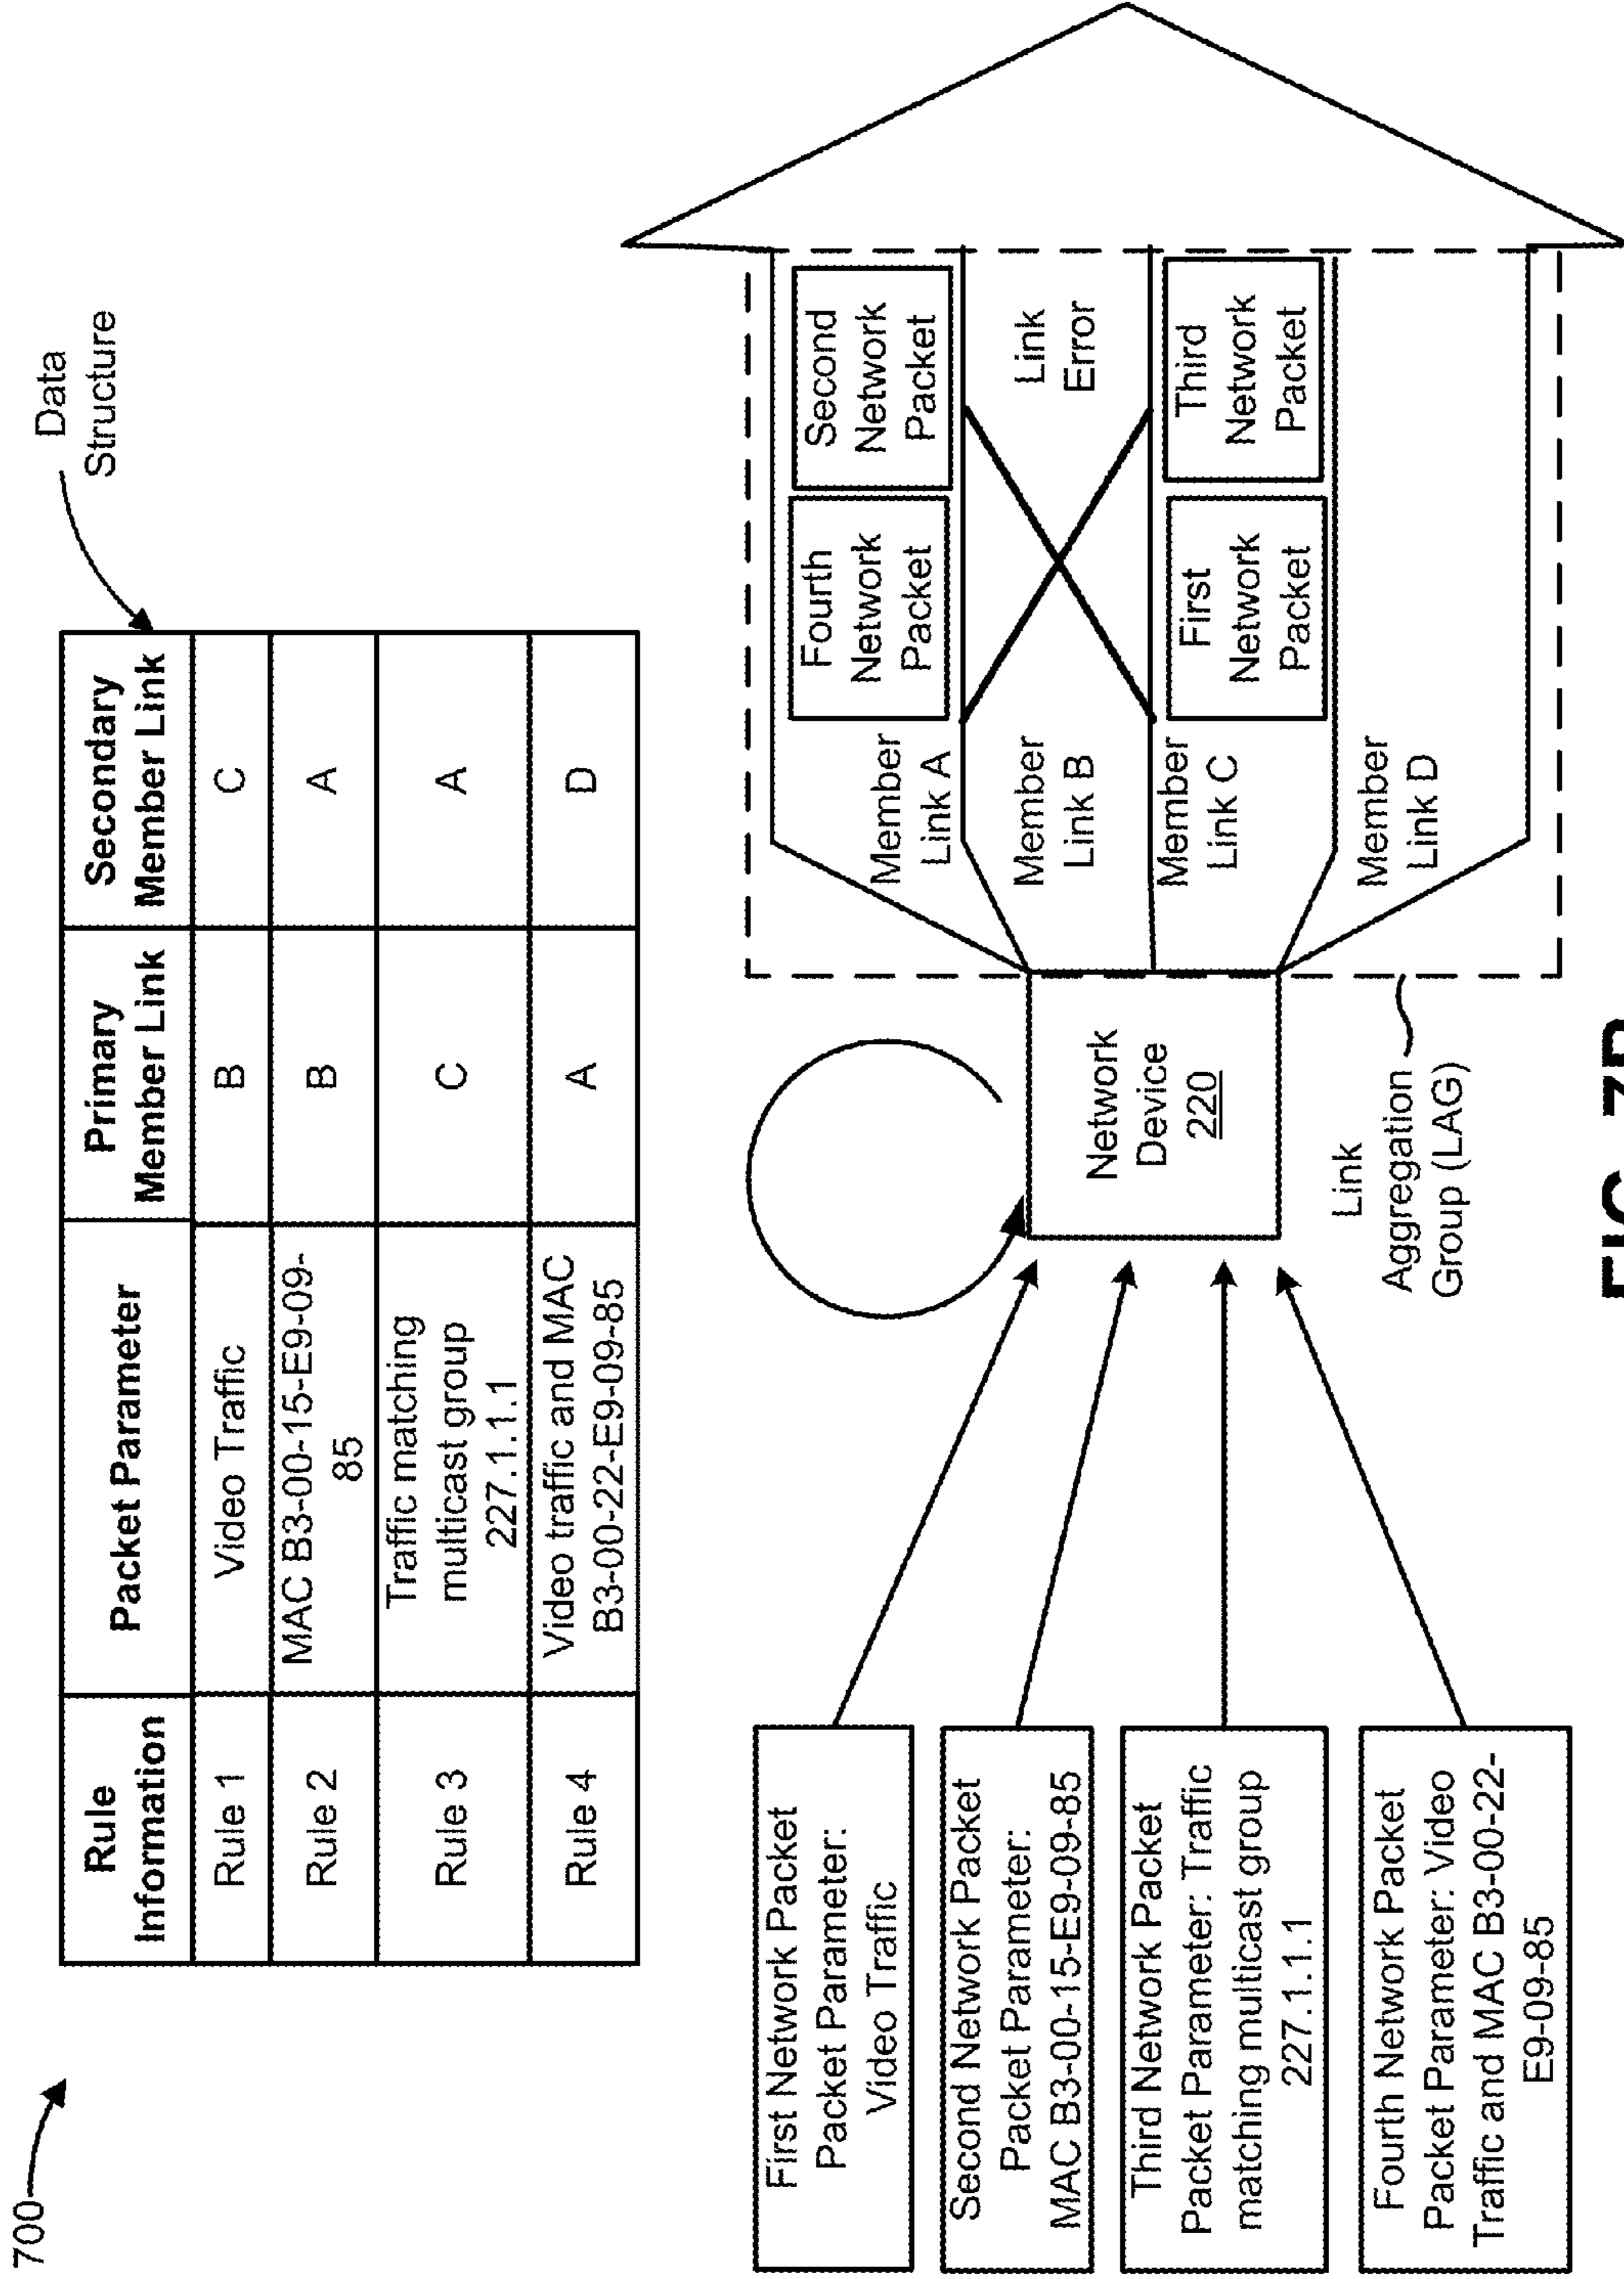 700
Data
Structure
Rule
Information
Packet Parameter
Primary
Member Link
Secondary
Member Link
Rule 1
Video Traffic
B
C
Rule 2
MAC B3-00-15-E9-09-
85
B
A
Rule 3
Traffic matching
multicast group
227.1.1.1
C
A
Rule 4
Video traffic and MAC
B3-00-22-E9-09-85
A
D
First Network Packet
Packet Parameter:
Video Traffic
Second Network Packet
Packet Parameter:
MAC B3-00-15-E9-09-85
Third Network Packet
Packet Parameter: Traffic
matching multicast group
227.1.1.1
Fourth Network Packet
Packet Parameter: Video
Traffic and MAC B3-00-22-
E9-09-85
Network
Device
220
Link
Aggregation
Group (LAG)
Member
Link A
Fourth
Network
Packet
Second
Network
Packet
Member
Link B
Link
Error
Member
Link C
First
Network
Packet
Third
Network
Packet
Member
Link D